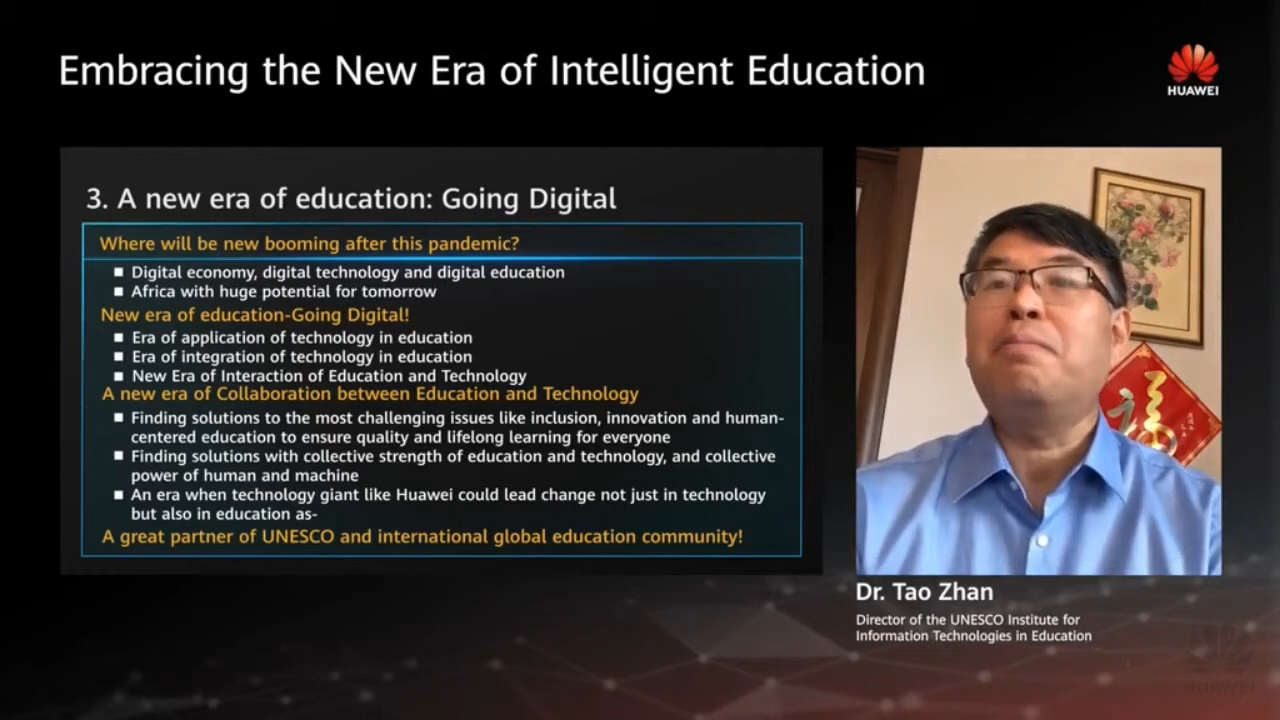 Embracing the New Era of Intelligent Education
HUAWEI
3. A new era of education: Going Digital
Where will be new booming after this pandemic?
■ Digital economy, digital technology and digital education
■ Africa with huge potential for tomorrow
New era of education-Going Digital!
■ Era of application of technology in education
■ Era of integration of technology in education
■ New Era of Interaction of Education and Technology
A new era of Collaboration between Education and Technology
■ Finding solutions to the most challenging issues like inclusion, innovation and human-
centered education to ensure quality and lifelong learning for everyone
■ Finding solutions with collective strength of education and technology, and collective
power of human and machine
■ An era when technology giant like Huawei could lead change not just in technology
but also in education as-
A great partner of UNESCO and international global education community!
福
Dr. Tao Zhan
Director of the UNESCO Institute for
Information Technologies in Education
HUAWEI